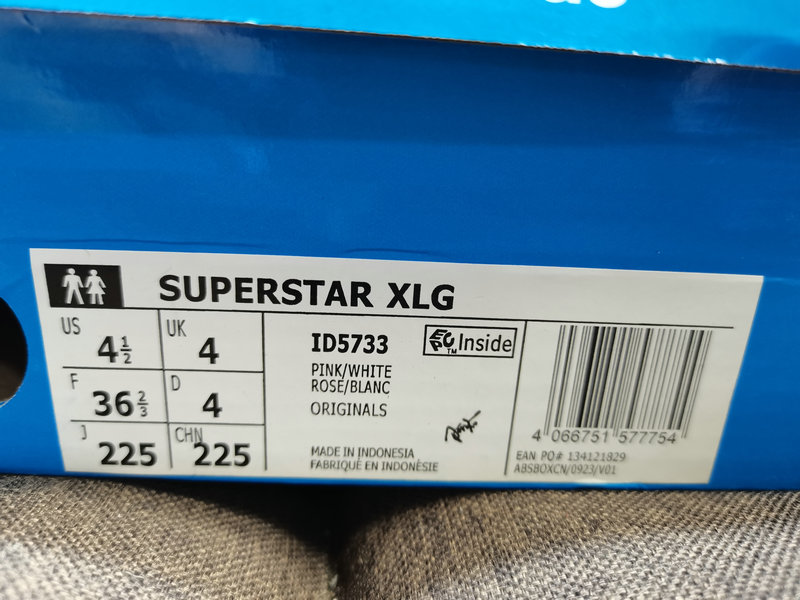 SUPERSTAR XLG
US 4½
UK 4
F 36⅔
D 4
J 225
CHN 225
ID5733
EPC™ Inside
PINK/WHITE
ROSE/BLANC
ORIGINALS
MADE IN INDONESIA
FABRIQUÉ EN INDONÉSIE
4 066751 577754
EAN PO# 134121829
ABSBOXCN/0923/V01